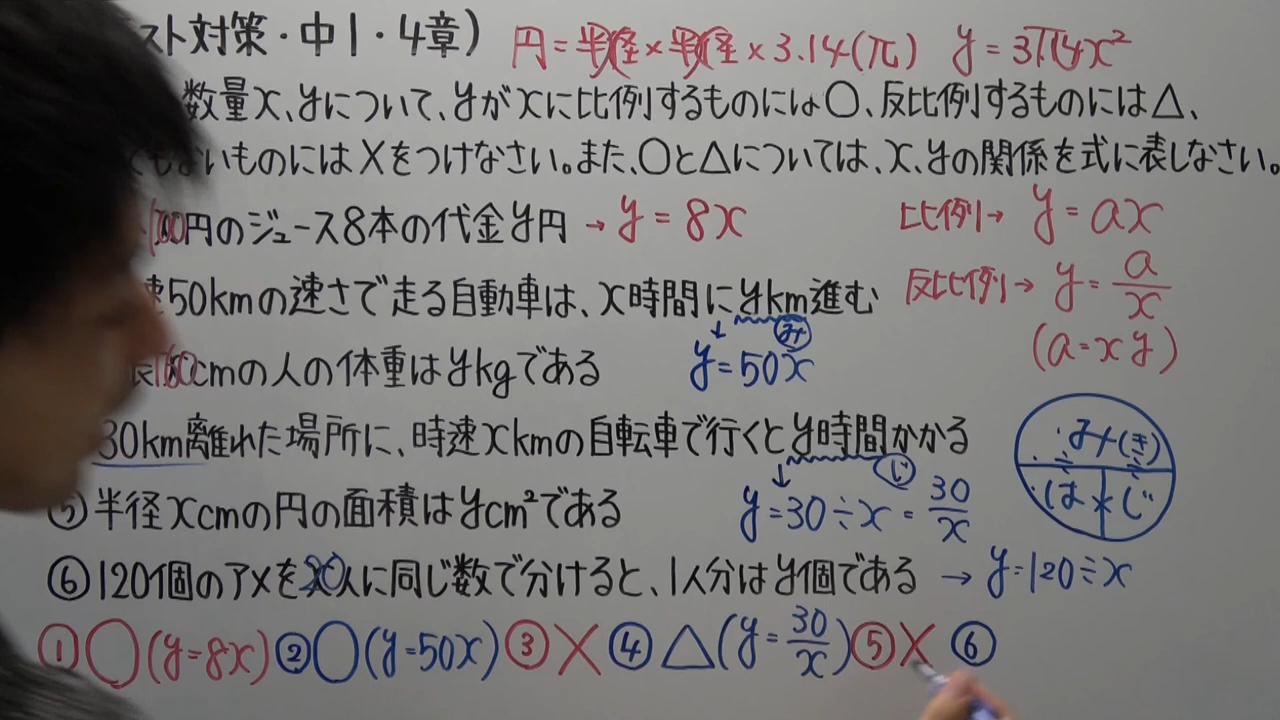 スト対策・中1・4章) 円=半径×半径×3.14(π) y=3πx²
数量x、yについて、yがxに比例するものには○、反比例するものには△、
もないものには×をつけなさい。また、○と△については、x、yの関係を式に表しなさい。
円のジュース8本の代金y円 → y=8x 比例→ y=ax
速50kmの速さで走る自動車は、x時間にykm進む 反比例→ y=a/x
↓ み
cmの人の体重はykgである y=50x (a=xy)
30km離れた場所に、時速xkmの自転車で行くとy時間かかる み(き)
↓ じ は じ
⑤半径xcmの円の面積はycm²である y=30÷x=30/x
⑥120個のアメを人に同じ数で分けると、1人分はy個である → y=120÷x
①○(y=8x) ②○(y=50x) ③× ④△(y=30/x) ⑤× ⑥